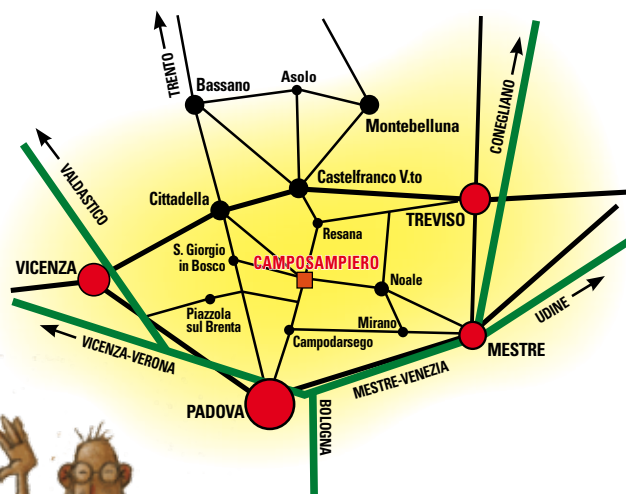 TRENTO
Bassano
Asolo
Montebelluna
CONEGLIANO
VALDASTICO
Cittadella
Castelfranco V.to
TREVISO
Resana
S. Giorgio
in Bosco
CAMPOSAMPIERO
VICENZA
Noale
Piazzola
sul Brenta
Mirano
Campodarsego
UDINE
MESTRE
VICENZA-VERONA
MESTRE-VENEZIA
PADOVA
BOLOGNA